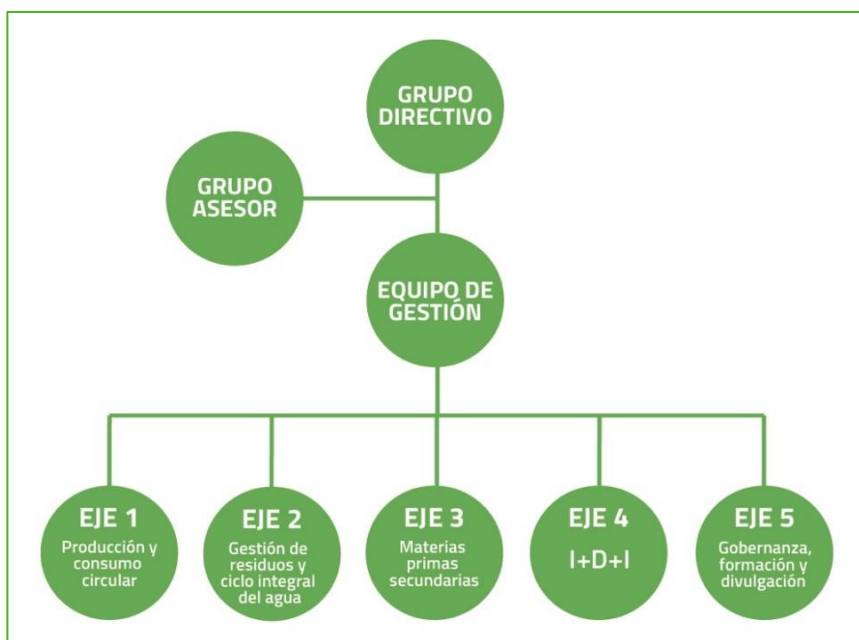 GRUPO
DIRECTIVO
GRUPO
ASESOR
EQUIPO DE
GESTIÓN
EJE 1
Producción y
consumo
circular
EJE 2
Gestión de
residuos y
ciclo integral
del agua
EJE 3
Materias
primas
secundarias
EJE 4
I+D+I
EJE 5
Gobernanza,
formación y
divulgación